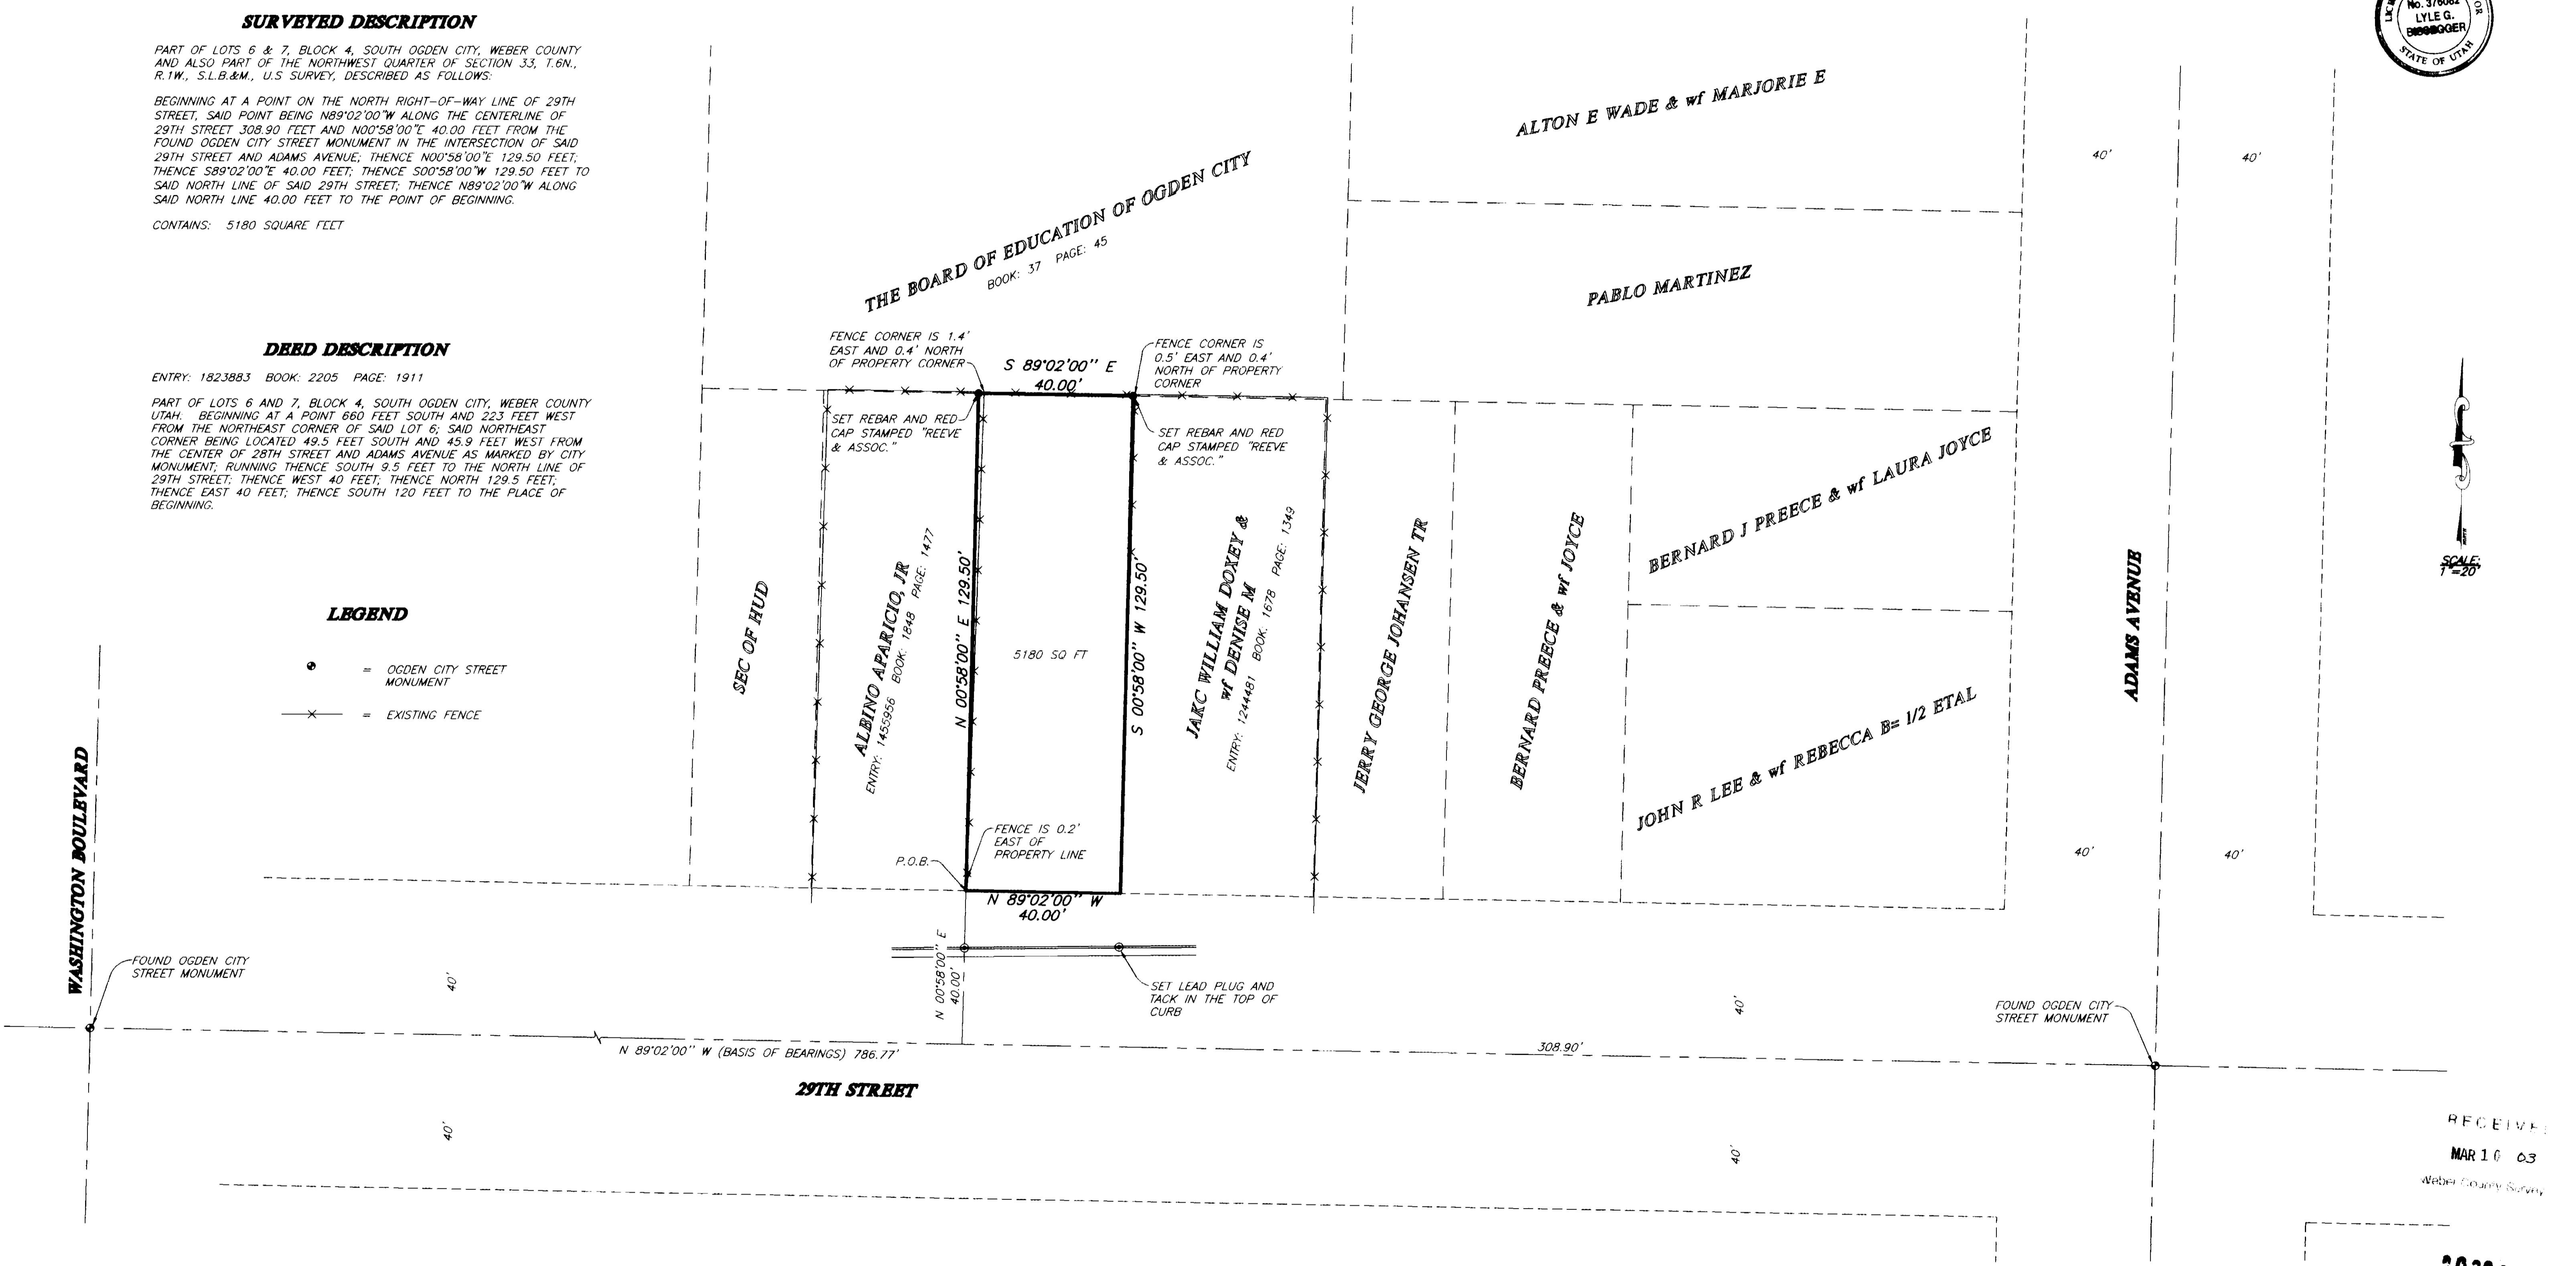 SURVEYED DESCRIPTION
PART OF LOTS 6 & 7, BLOCK 4, SOUTH OGDEN CITY, WEBER COUNTY
AND ALSO PART OF THE NORTHWEST QUARTER OF SECTION 33, T.6N.,
R.1W., S.L.B.&M., U.S SURVEY, DESCRIBED AS FOLLOWS:
BEGINNING AT A POINT ON THE NORTH RIGHT-OF-WAY LINE OF 29TH
STREET, SAID POINT BEING N89°02'00"W ALONG THE CENTERLINE OF
29TH STREET 308.90 FEET AND N00°58'00"E 40.00 FEET FROM THE
FOUND OGDEN CITY STREET MONUMENT IN THE INTERSECTION OF SAID
29TH STREET AND ADAMS AVENUE; THENCE N00°58'00"E 129.50 FEET;
THENCE S89°02'00"E 40.00 FEET; THENCE S00°58'00"W 129.50 FEET TO
SAID NORTH LINE OF SAID 29TH STREET; THENCE N89°02'00"W ALONG
SAID NORTH LINE 40.00 FEET TO THE POINT OF BEGINNING.
CONTAINS: 5180 SQUARE FEET
DEED DESCRIPTION
ENTRY: 1823883 BOOK: 2205 PAGE: 1911
PART OF LOTS 6 AND 7, BLOCK 4, SOUTH OGDEN CITY, WEBER COUNTY
UTAH. BEGINNING AT A POINT 660 FEET SOUTH AND 223 FEET WEST
FROM THE NORTHEAST CORNER OF SAID LOT 6; SAID NORTHEAST
CORNER BEING LOCATED 49.5 FEET SOUTH AND 45.9 FEET WEST FROM
THE CENTER OF 28TH STREET AND ADAMS AVENUE AS MARKED BY CITY
MONUMENT; RUNNING THENCE SOUTH 9.5 FEET TO THE NORTH LINE OF
29TH STREET; THENCE WEST 40 FEET; THENCE NORTH 129.5 FEET;
THENCE EAST 40 FEET; THENCE SOUTH 120 FEET TO THE PLACE OF
BEGINNING.
LEGEND
= OGDEN CITY STREET
MONUMENT
= EXISTING FENCE
WASHINGTON BOULEVARD
FOUND OGDEN CITY
STREET MONUMENT
THE BOARD OF EDUCATION OF OGDEN CITY
BOOK: 37 PAGE: 45
FENCE CORNER IS 1.4'
EAST AND 0.4' NORTH
OF PROPERTY CORNER
S 89°02'00" E
40.00'
FENCE CORNER IS
0.5' EAST AND 0.4'
NORTH OF PROPERTY
CORNER
SET REBAR AND RED
CAP STAMPED "REEVE
& ASSOC."
SET REBAR AND RED
CAP STAMPED "REEVE
& ASSOC."
SEC OF HUD
ALBINO APARICIO, JR
ENTRY: 1455956 BOOK: 1848 PAGE: 1477
N 00°58'00" E 129.50'
5180 SQ FT
S 00°58'00" W 129.50'
JAKC WILLIAM DOXEY &
wf DENISE M
ENTRY: 1244481 BOOK: 1678 PAGE: 1349
JERRY GEORGE JOHANSEN TR
BERNARD PREECE & wf JOYCE
FENCE IS 0.2'
EAST OF
PROPERTY LINE
P.O.B.
N 89°02'00" W
40.00'
N 00°58'00" E
40.00'
SET LEAD PLUG AND
TACK IN THE TOP OF
CURB
40'
N 89°02'00" W (BASIS OF BEARINGS) 786.77'
308.90'
29TH STREET
40'
40'
40'
ALTON E WADE & wf MARJORIE E
PABLO MARTINEZ
BERNARD J PREECE & wf LAURA JOYCE
JOHN R LEE & wf REBECCA B= 1/2 ETAL
40'
40'
ADAMS AVENUE
40'
40'
FOUND OGDEN CITY
STREET MONUMENT
No. 376082
LYLE G.
STATE OF UTAH
SCALE:
1"=20'
MAR 10 03
Weber County Survey